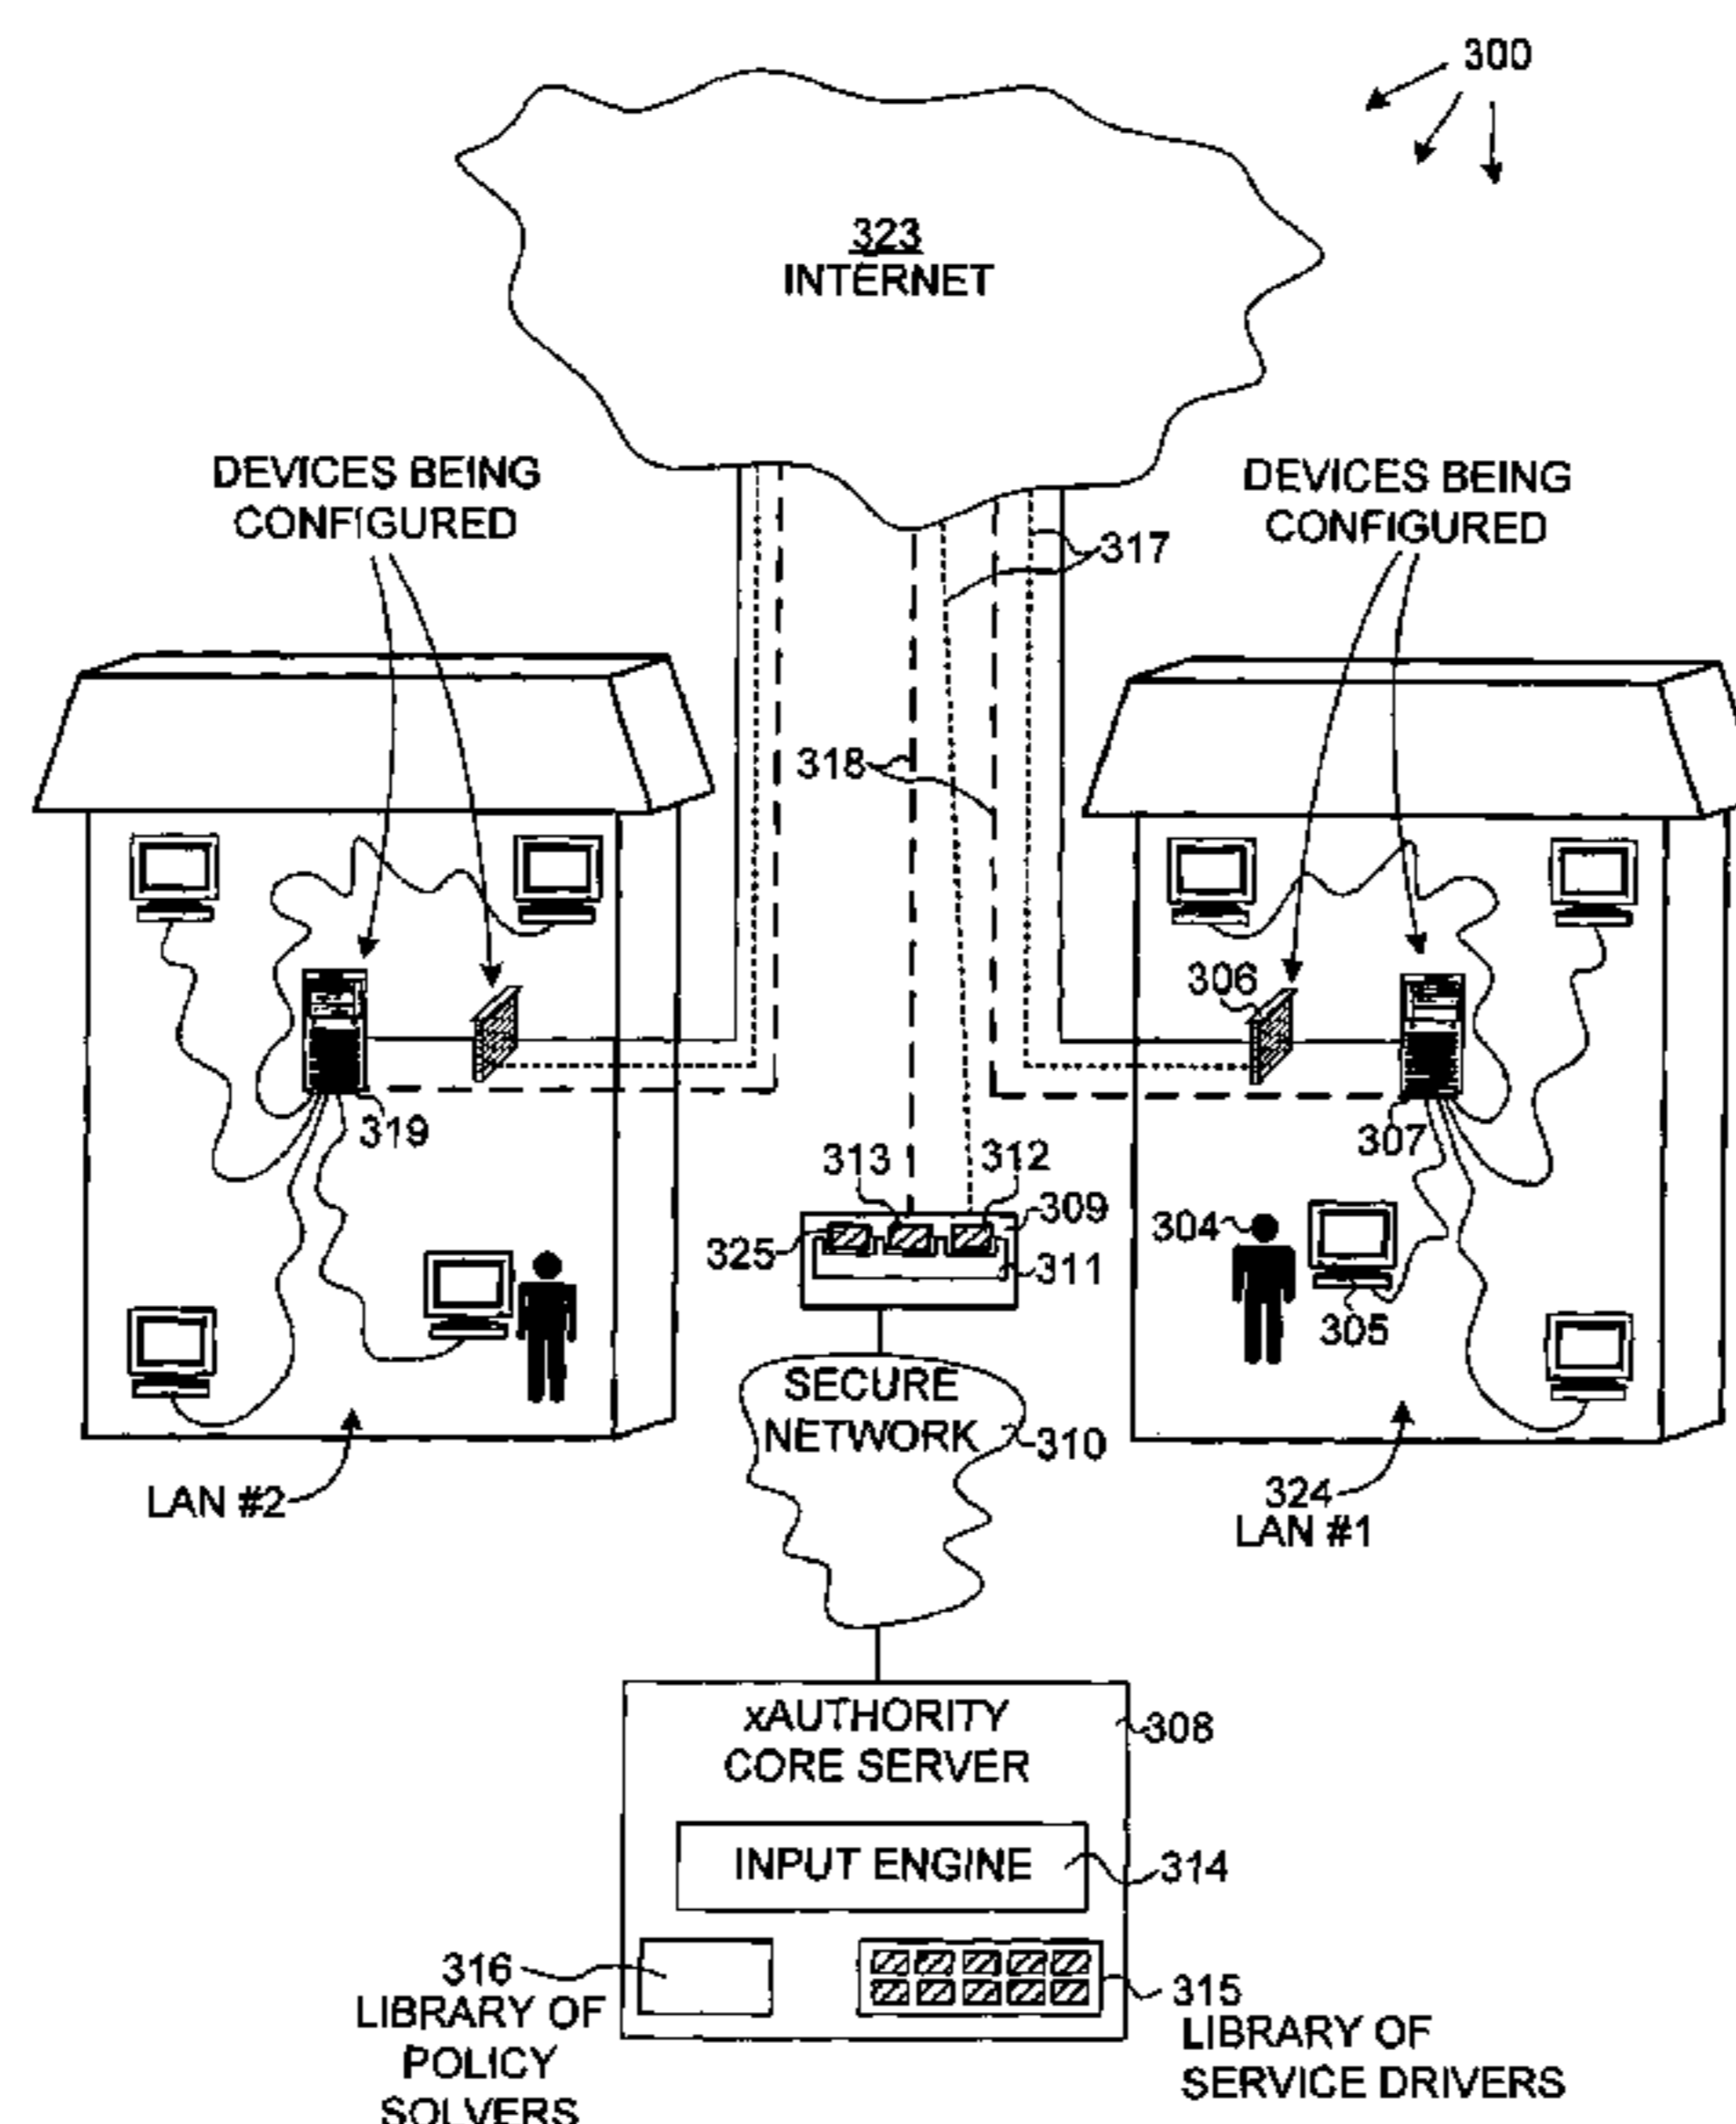 300
323
INTERNET
DEVICES BEING
CONFIGURED
DEVICES BEING
CONFIGURED
317
318
306
319
307
313
312
309
325
311
304
305
SECURE
NETWORK
310
LAN #2
324
LAN #1
xAUTHORITY
CORE SERVER
308
INPUT ENGINE
314
316
LIBRARY OF
POLICY
SOLVERS
315
LIBRARY OF
SERVICE DRIVERS